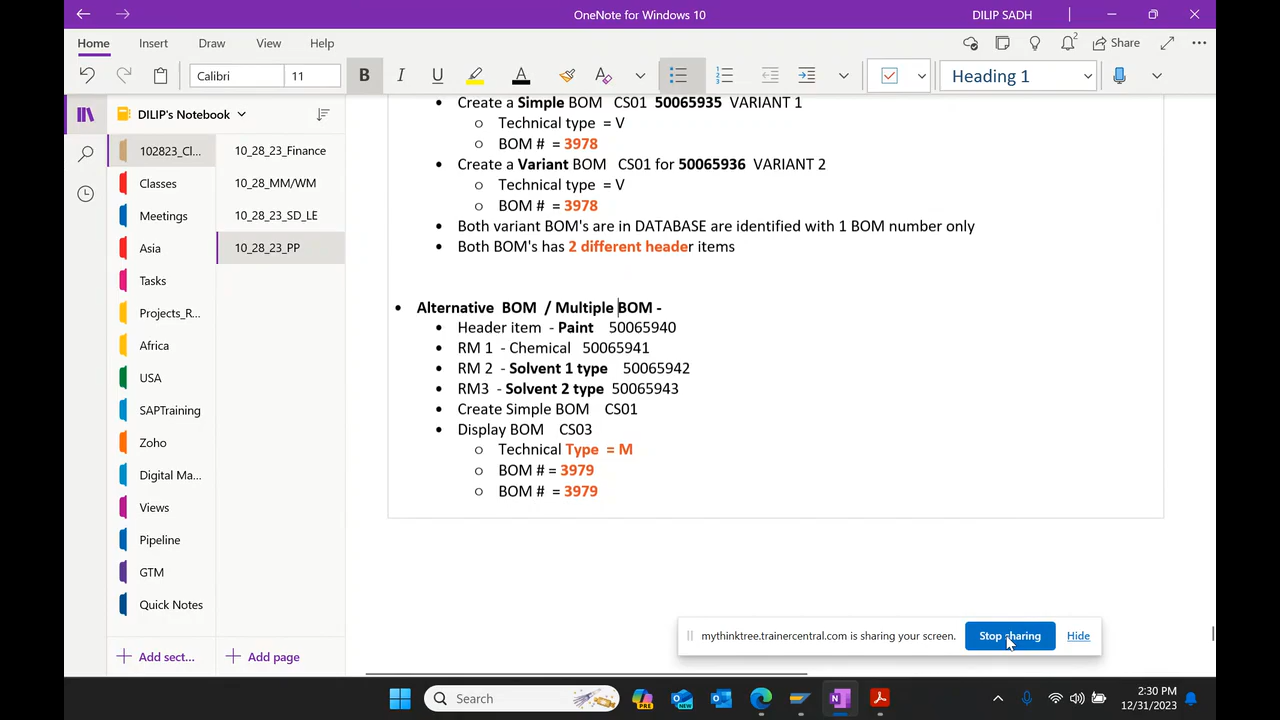 OneNote for Windows 10
DILIP SADH
Home Insert Draw View Help
2
Share
Calibri 11 B I U A A Heading 1
DILIP's Notebook
102823_Cl...
Classes
Meetings
Asia
Tasks
Projects_R...
Africa
USA
SAPTraining
Zoho
Digital Ma...
Views
Pipeline
GTM
Quick Notes
Add sect...
10_28_23_Finance
10_28_MM/WM
10_28_23_SD_LE
10_28_23_PP
Add page
• Create a Simple BOM CS01 50065935 VARIANT 1
o Technical type = V
o BOM # = 3978
• Create a Variant BOM CS01 for 50065936 VARIANT 2
o Technical type = V
o BOM # = 3978
• Both variant BOM's are in DATABASE are identified with 1 BOM number only
• Both BOM's has 2 different header items
• Alternative BOM / Multiple BOM -
• Header item - Paint 50065940
• RM 1 - Chemical 50065941
• RM 2 - Solvent 1 type 50065942
• RM3 - Solvent 2 type 50065943
• Create Simple BOM CS01
• Display BOM CS03
o Technical Type = M
o BOM # = 3979
o BOM # = 3979
mythinktree.trainercentral.com is sharing your screen. Stop sharing Hide
Search
PRE
NEW
N
2:30 PM
12/31/2023